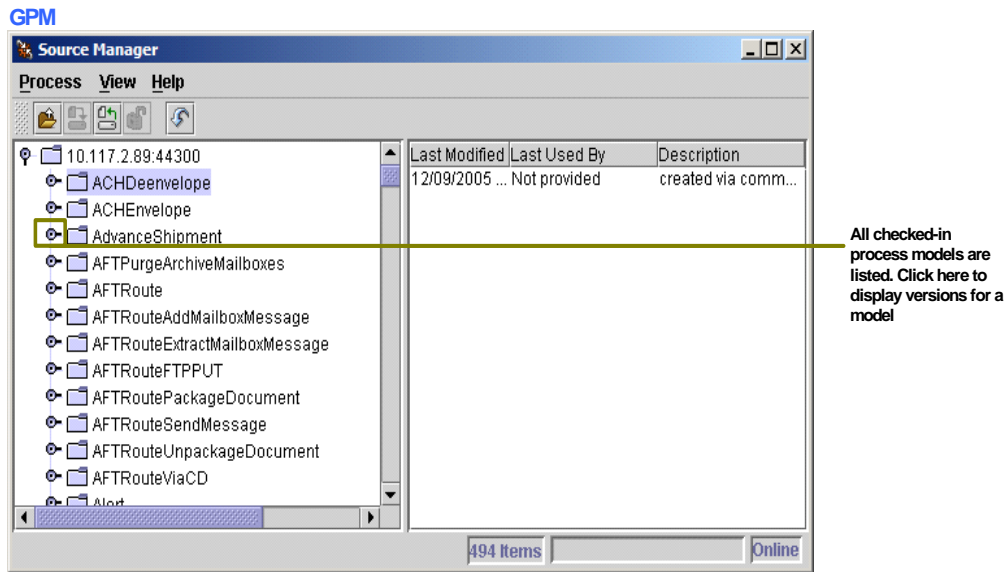 GPM
Source Manager
Process View Help
10.117.2.89:44300
ACHDeenvelope
ACHEnvelope
AdvanceShipment
AFTPurgeArchiveMailboxes
AFTRoute
AFTRouteAddMailboxMessage
AFTRouteExtractMailboxMessage
AFTRouteFTPPUT
AFTRoutePackageDocument
AFTRouteSendMessage
AFTRouteUnpackageDocument
AFTRouteViaCD
Alert
Last Modified Last Used By Description
12/09/2005 ... Not provided created via comm...
All checked-in
process models are
listed. Click here to
display versions for a
model
494 Items Online